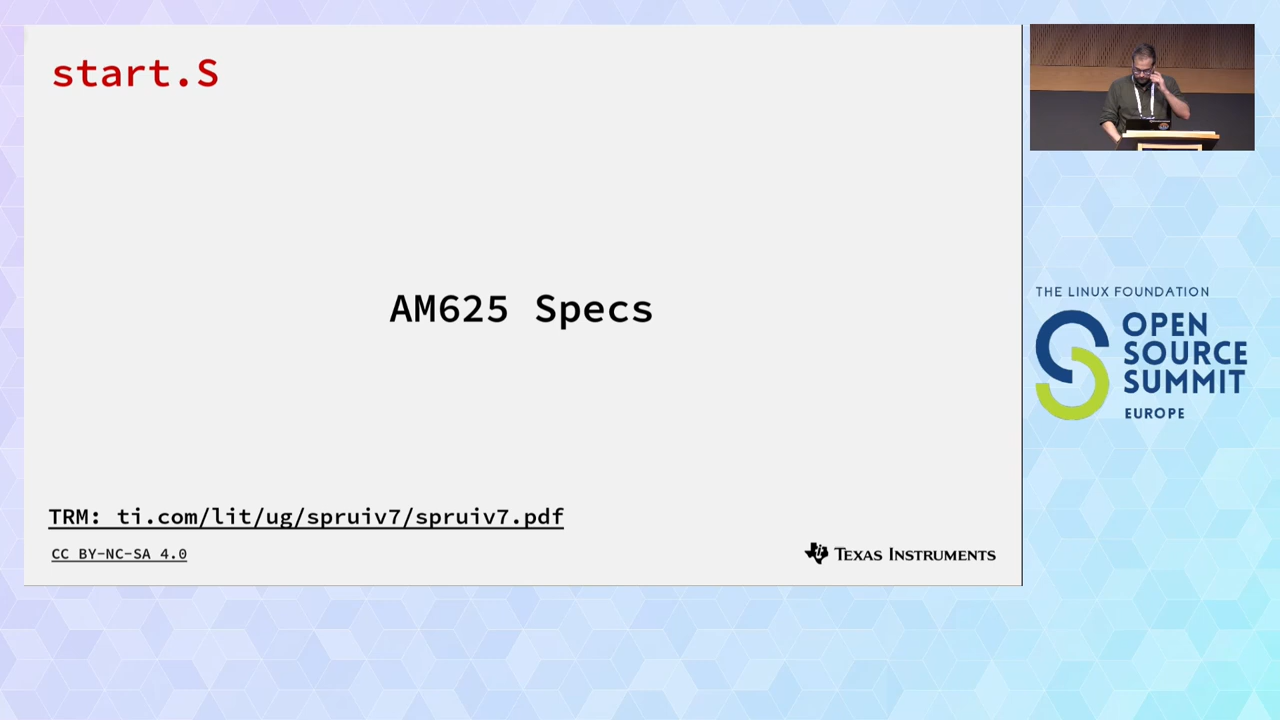 start.S
AM625 Specs
TRM: ti.com/lit/ug/spruiv7/spruiv7.pdf
CC BY-NC-SA 4.0
TEXAS INSTRUMENTS
THE LINUX FOUNDATION
OPEN
SOURCE
SUMMIT
EUROPE